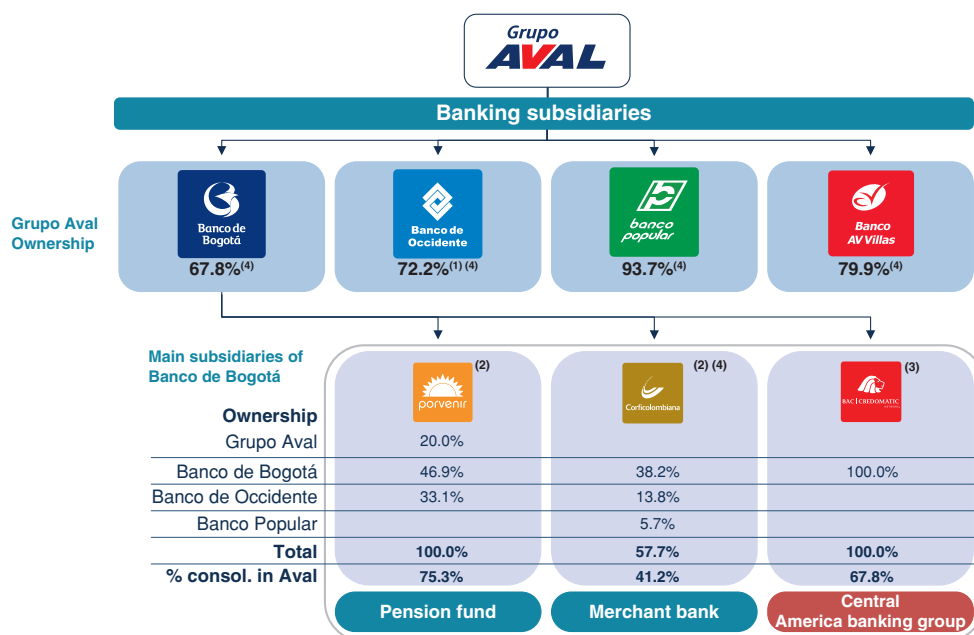 Grupo
AVAL
Banking subsidiaries
Grupo Aval
Ownership
Banco de
Bogotá
67.8%(4)
Banco de
Occidente
72.2%(1) (4)
banco
popular
93.7%(4)
Banco
AV Villas
79.9%(4)
Main subsidiaries of
Banco de Bogotá
porvenir
(2)
Corficolombiana
(2) (4)
BAC CREDOMATIC
(3)
Ownership
Grupo Aval 20.0%
Banco de Bogotá 46.9% 38.2% 100.0%
Banco de Occidente 33.1% 13.8%
Banco Popular 5.7%
Total 100.0% 57.7% 100.0%
% consol. in Aval 75.3% 41.2% 67.8%
Pension fund
Merchant bank
Central
America banking group